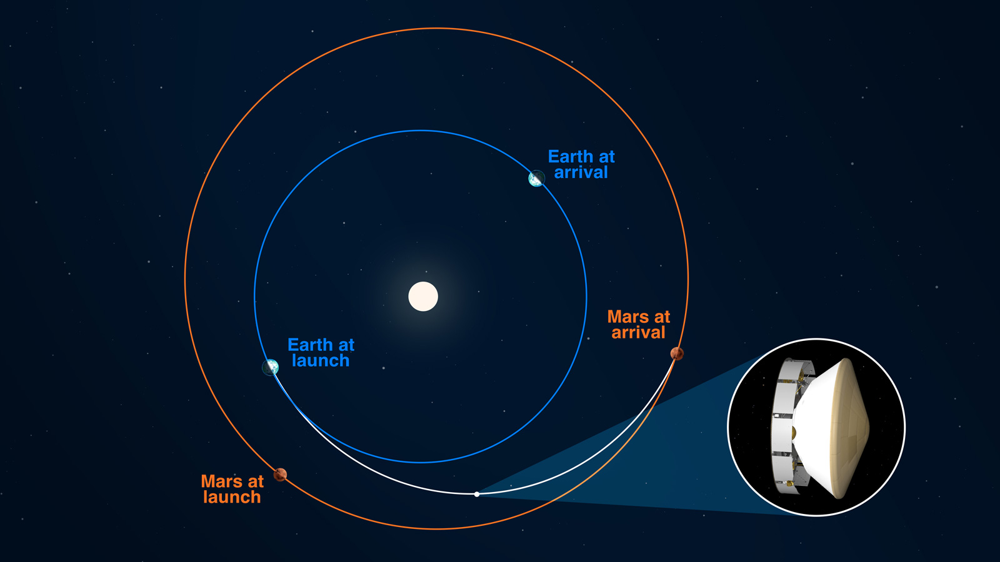 Earth at
arrival
Mars at
arrival
Earth at
launch
Mars at
launch